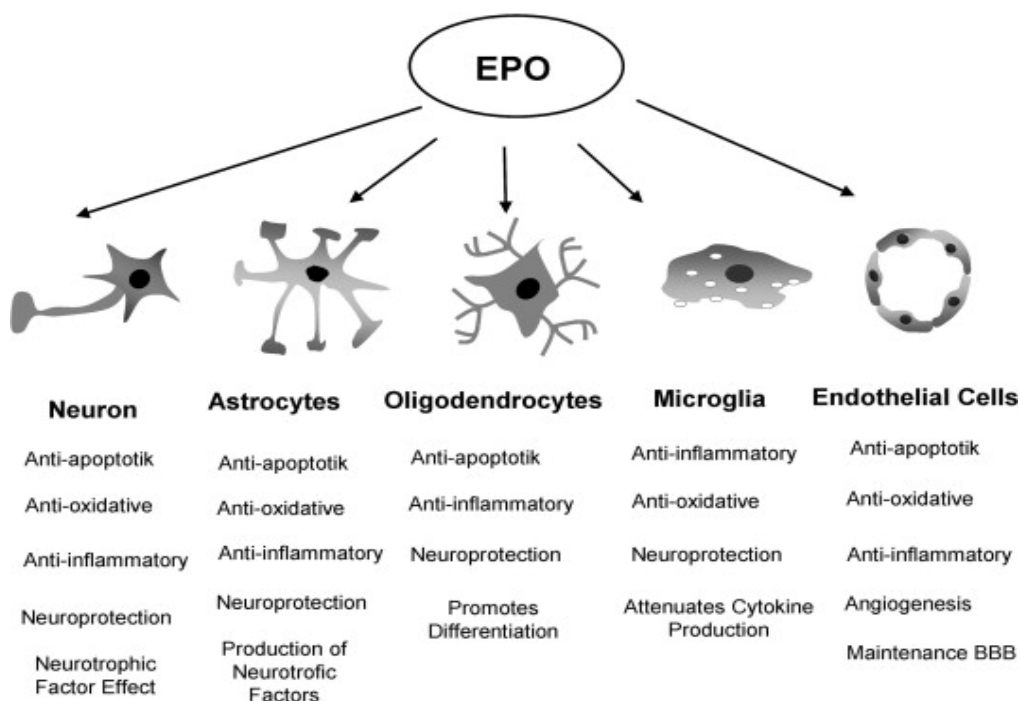 EPO
Neuron
Anti-apoptotik
Anti-oxidative
Anti-inflammatory
Neuroprotection
Neurotrophic
Factor Effect
Astrocytes
Anti-apoptotik
Anti-oxidative
Anti-inflammatory
Neuroprotection
Production of
Neurotrofic
Factors
Oligodendrocytes
Anti-apoptotik
Anti-inflammatory
Neuroprotection
Promotes
Differentiation
Microglia
Anti-inflammatory
Anti-oxidative
Neuroprotection
Attenuates Cytokine
Production
Endothelial Cells
Anti-apoptotik
Anti-oxidative
Anti-inflammatory
Angiogenesis
Maintenance BBB